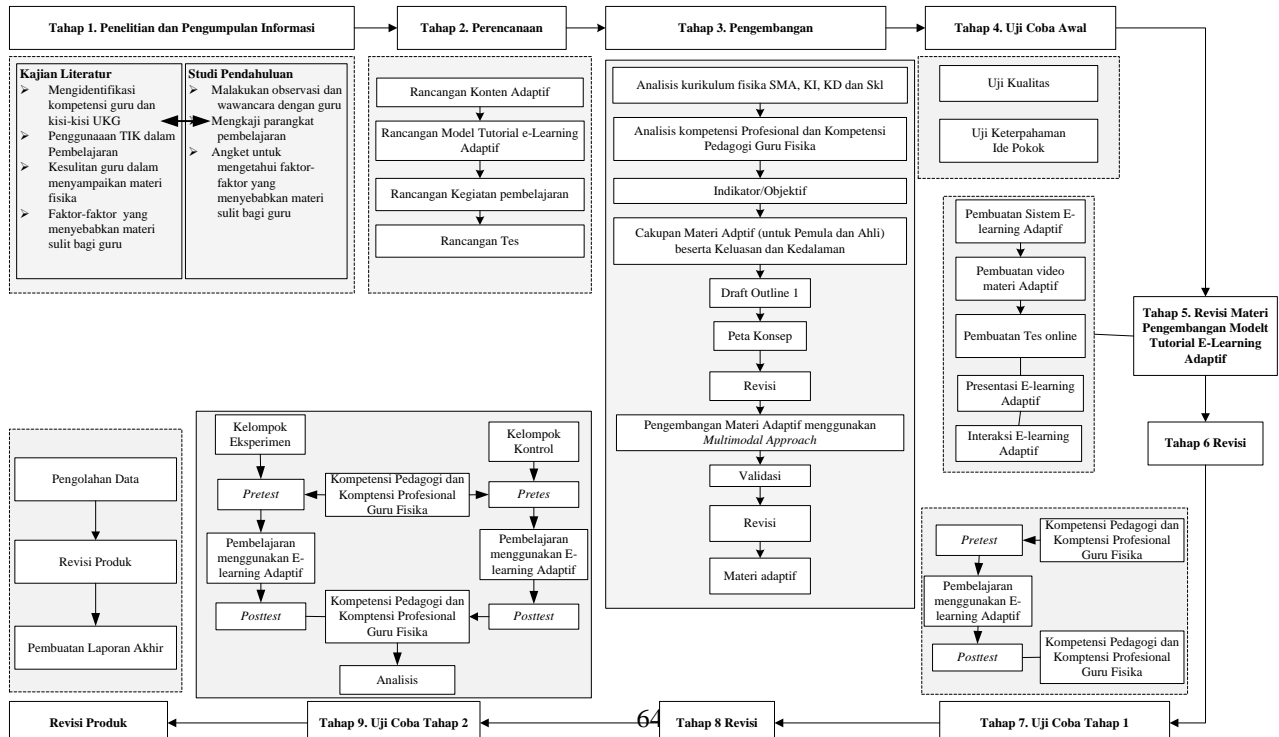 Tahap 1. Penelitian dan Pengumpulan Informasi
Tahap 2. Perencanaan
Tahap 3. Pengembangan
Tahap 4. Uji Coba Awal
Kajian Literatur
Mengidentifikasi
kompetensi guru dan
kisi-kisi UKG
Penggunaaan TIK dalam
Pembelajaran
Kesulitan guru dalam
menyampaikan materi
fisika
Faktor-faktor yang
menyebabkan materi
sulit bagi guru
Studi Pendahuluan
Malakukan observasi dan
wawancara dengan guru
Mengkaji parangkat
pembelajaran
Angket untuk
mengetahui faktor-
faktor yang
menyebabkan materi
sulit bagi guru
Rancangan Konten Adaptif
Rancangan Model Tutorial e-Learning
Adaptif
Rancangan Kegiatan pembelajaran
Rancangan Tes
Analisis kurikulum fisika SMA, KI, KD dan Skl
Analisis kompetensi Profesional dan Kompetensi
Pedagogi Guru Fisika
Indikator/Objektif
Cakupan Materi Adptif (untuk Pemula dan Ahli)
beserta Keluasan dan Kedalaman
Draft Outline 1
Peta Konsep
Revisi
Pengembangan Materi Adaptif menggunakan
Multimodal Approach
Validasi
Revisi
Materi adaptif
Uji Kualitas
Uji Keterpahaman
Ide Pokok
Pembuatan Sistem E-
learning Adaptif
Pembuatan video
materi Adaptif
Pembuatan Tes online
Presentasi E-learning
Adaptif
Interaksi E-learning
Adaptif
Tahap 5. Revisi Materi
Pengembangan Modelt
Tutorial E-Learning
Adaptif
Tahap 6 Revisi
Pretest
Kompetensi Pedagogi dan
Komptensi Profesional
Guru Fisika
Pembelajaran
menggunakan E-
learning Adaptif
Posttest
Kompetensi Pedagogi dan
Komptensi Profesional
Guru Fisika
Kelompok
Eksperimen
Kelompok
Kontrol
Pretest
Kompetensi Pedagogi dan
Komptensi Profesional
Guru Fisika
Pretes
Pembelajaran
menggunakan E-
learning Adaptif
Pembelajaran
menggunakan E-
learning Adaptif
Posttest
Kompetensi Pedagogi dan
Komptensi Profesional
Guru Fisika
Posttest
Analisis
Pengolahan Data
Revisi Produk
Pembuatan Laporan Akhir
Revisi Produk
Tahap 9. Uji Coba Tahap 2
64
Tahap 8 Revisi
Tahap 7. Uji Coba Tahap 1